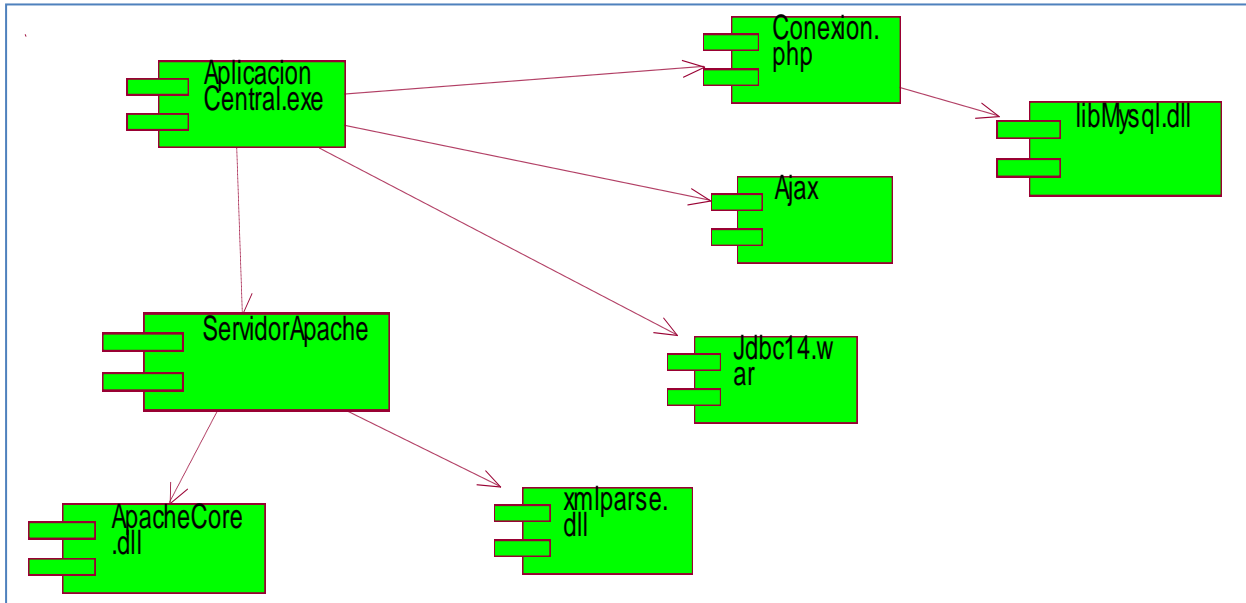 Conexion.
php
Aplicacion
Central.exe
libMysql.dll
Ajax
ServidorApache
Jdbc14.w
ar
xmlparse.
dll
ApacheCore
.dll